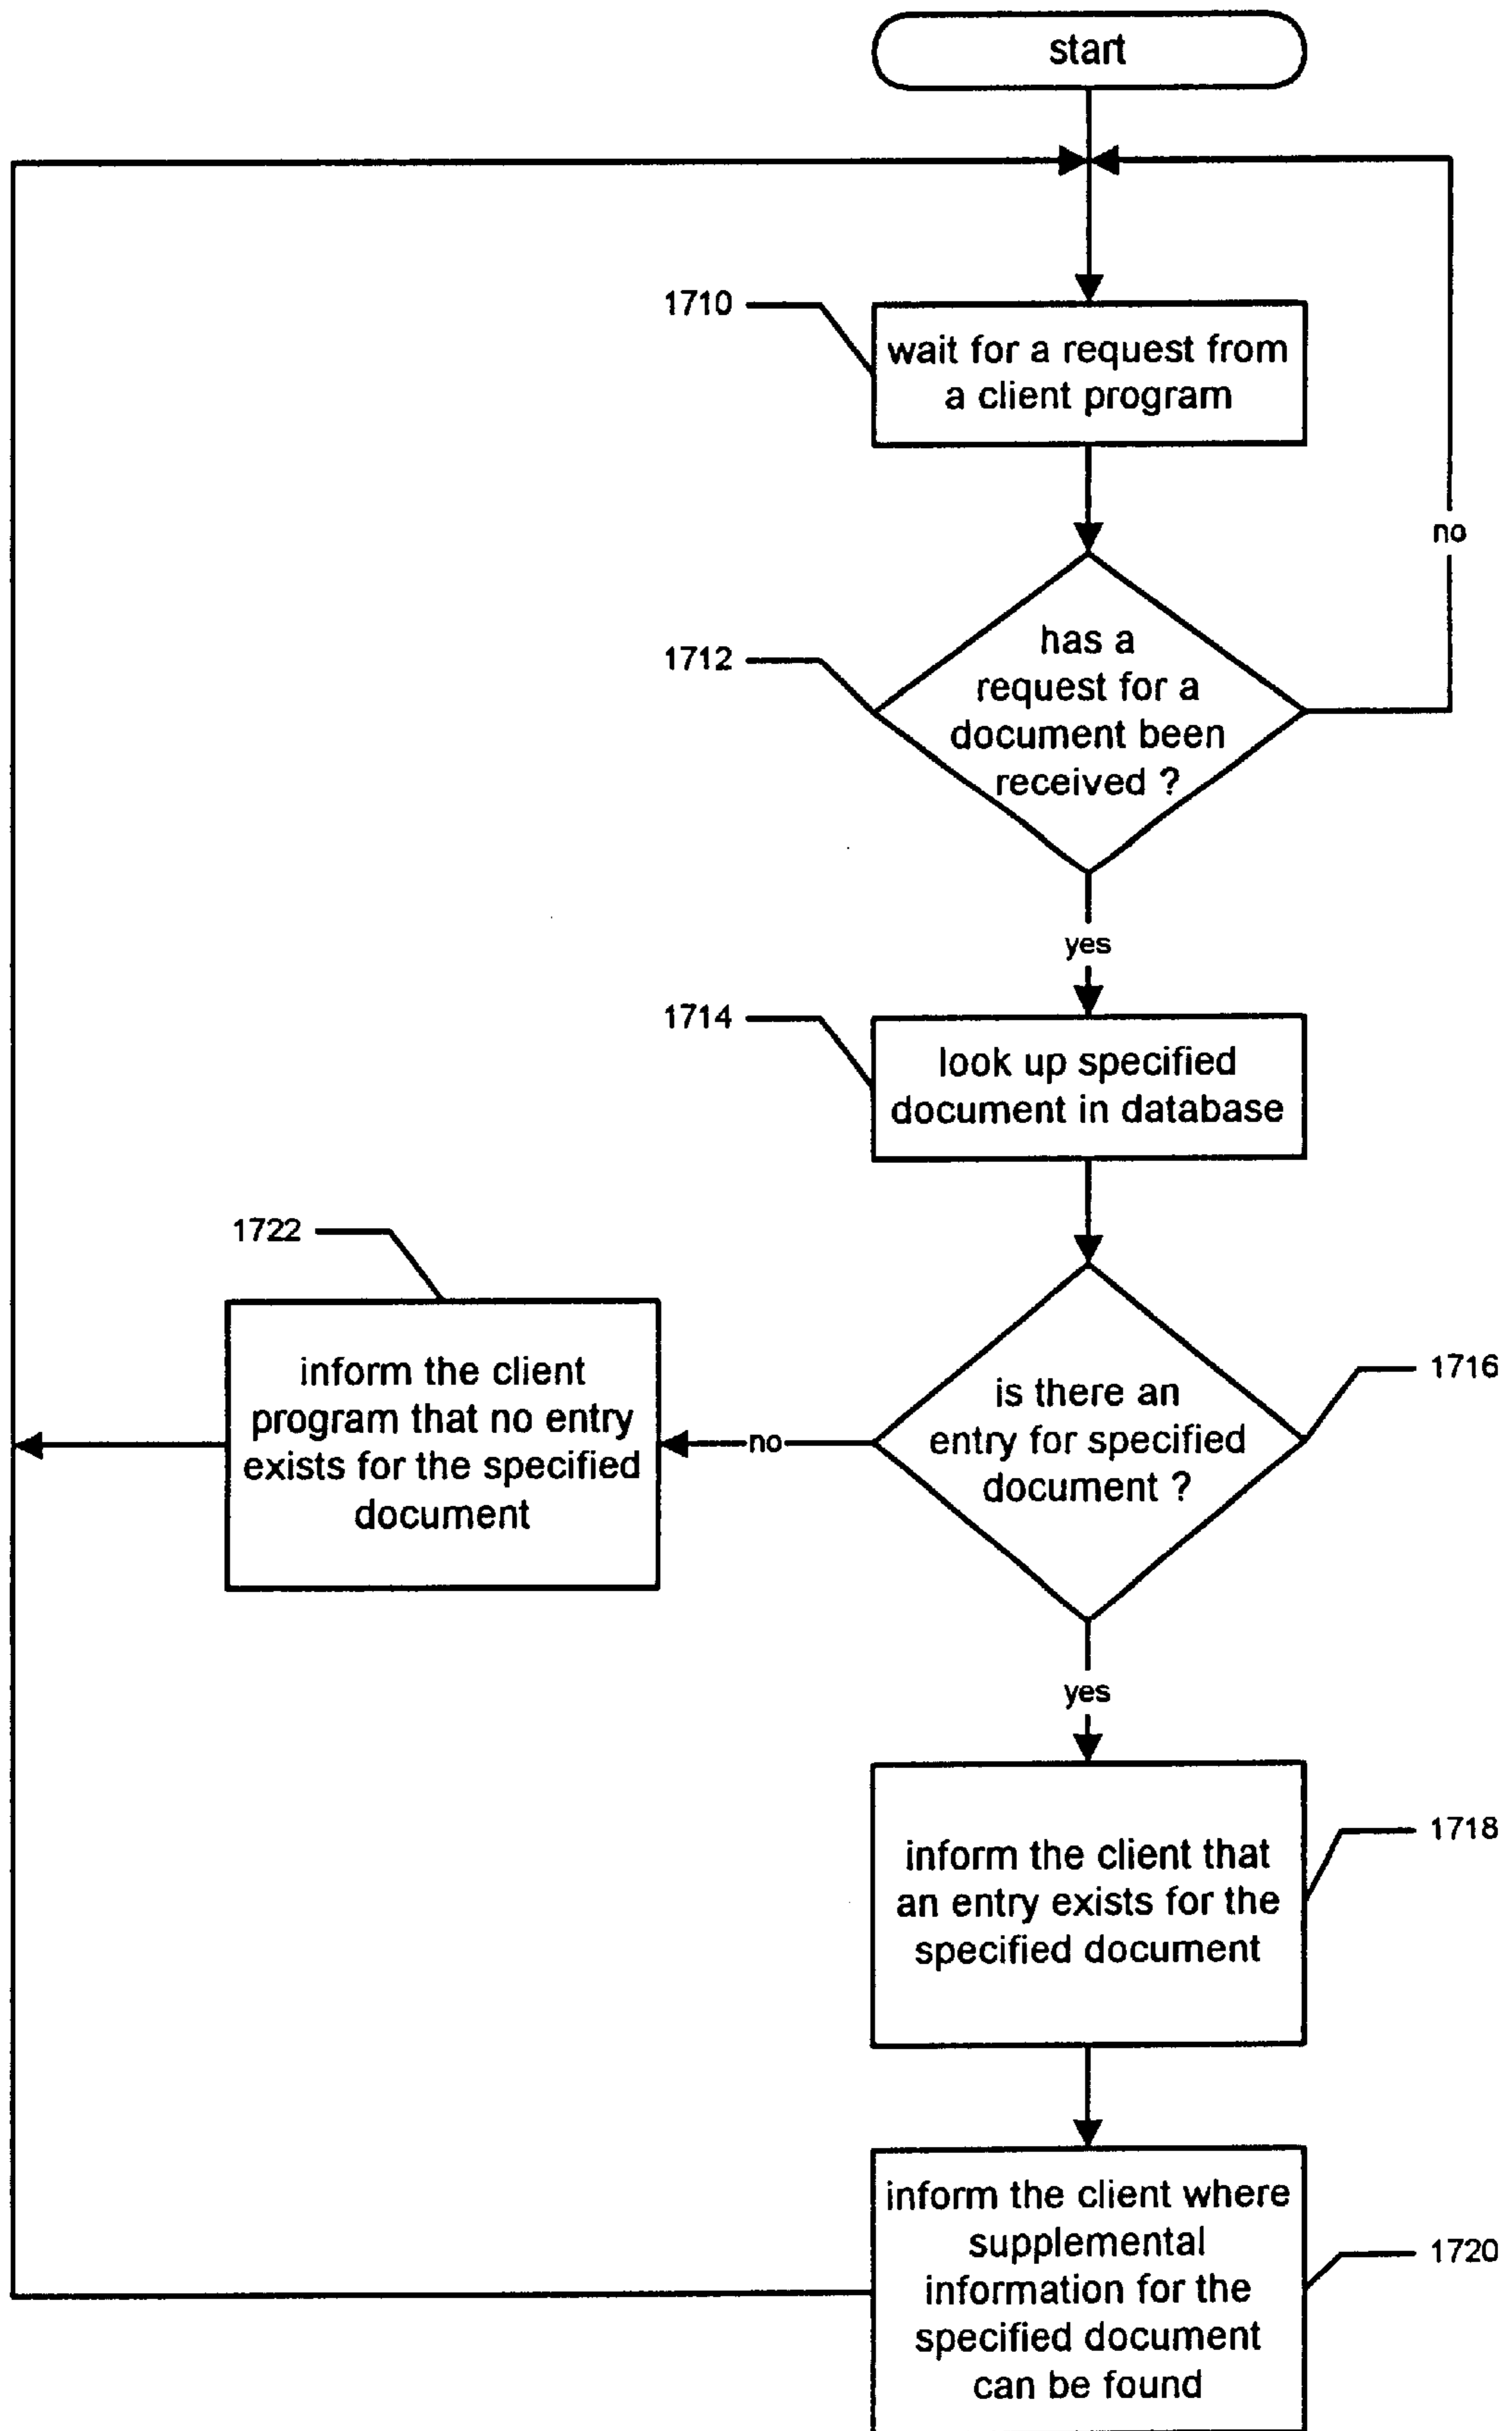 start
1710
wait for a request from
a client program
no
1712
has a
request for a
document been
received ?
yes
1714
look up specified
document in database
1722
inform the client
program that no entry
exists for the specified
document
no
is there an
entry for specified
document ?
1716
yes
inform the client that
an entry exists for the
specified document
1718
inform the client where
supplemental
information for the
specified document
can be found
1720